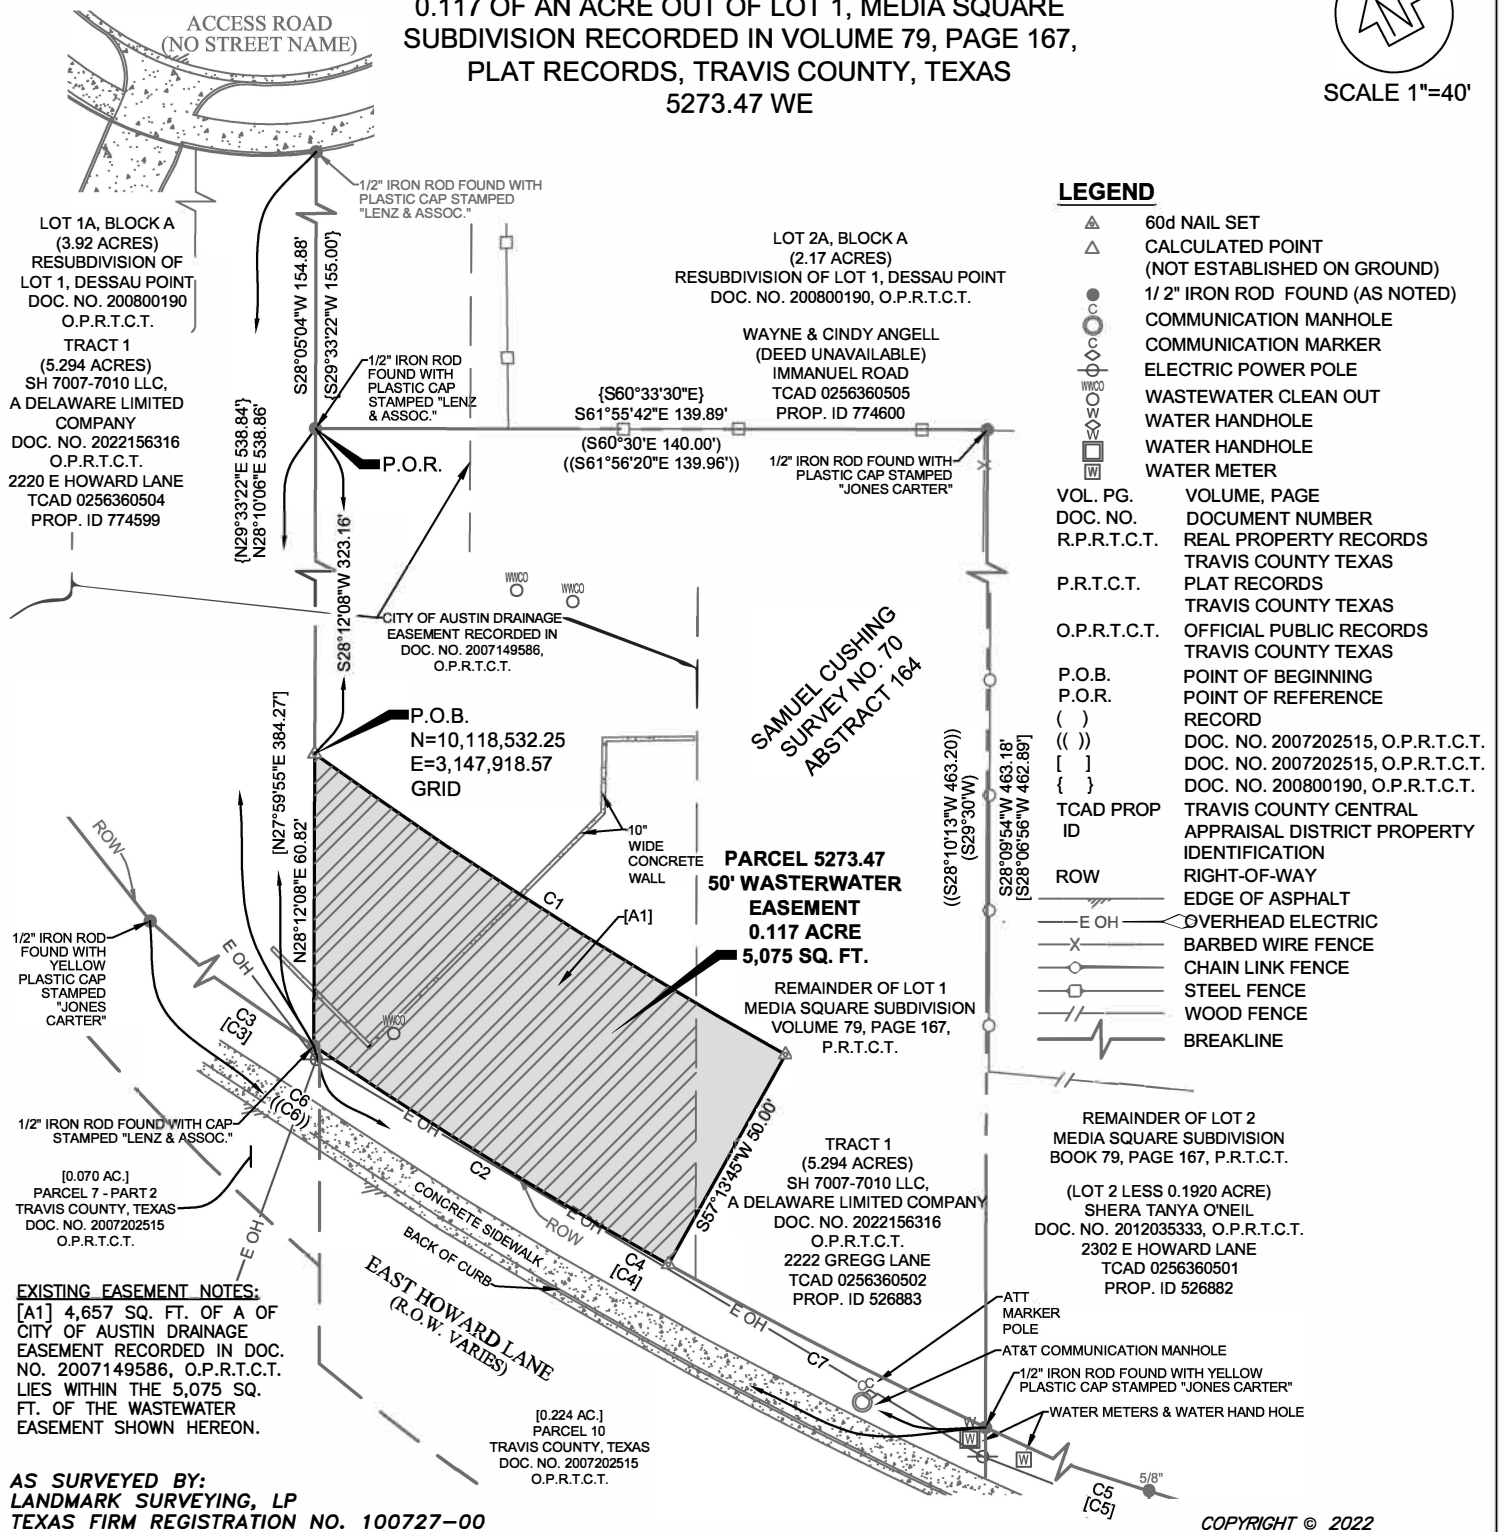 0.117 OF AN ACRE OUT OF LOT 1, MEDIA SQUARE
SUBDIVISION RECORDED IN VOLUME 79, PAGE 167,
PLAT RECORDS, TRAVIS COUNTY, TEXAS
5273.47 WE
N
SCALE 1"=40'
ACCESS ROAD
(NO STREET NAME)
1/2" IRON ROD FOUND WITH
PLASTIC CAP STAMPED
"LENZ & ASSOC."
LOT 1A, BLOCK A
(3.92 ACRES)
RESUBDIVISION OF
LOT 1, DESSAU POINT
DOC. NO. 200800190
O.P.R.T.C.T.
TRACT 1
(5.294 ACRES)
SH 7007-7010 LLC,
A DELAWARE LIMITED
COMPANY
DOC. NO. 2022156316
O.P.R.T.C.T.
2220 E HOWARD LANE
TCAD 0256360504
PROP. ID 774599
S28°05'04"W 154.88'
{S29°33'22"W 155.00'}
1/2" IRON ROD
FOUND WITH
PLASTIC CAP
STAMPED "LENZ
& ASSOC."
{N29°33'22"E 538.84'}
N28°10'06"E 538.86'
P.O.R.
S28°12'08"W 323.16'
LOT 2A, BLOCK A
(2.17 ACRES)
RESUBDIVISION OF LOT 1, DESSAU POINT
DOC. NO. 200800190, O.P.R.T.C.T.
WAYNE & CINDY ANGELL
(DEED UNAVAILABLE)
IMMANUEL ROAD
TCAD 0256360505
PROP. ID 774600
{S60°33'30"E}
S61°55'42"E 139.89'
(S60°30'E 140.00')
((S61°56'20"E 139.96'))
1/2" IRON ROD FOUND WITH
PLASTIC CAP STAMPED
"JONES CARTER"
WWCO
WWCO
CITY OF AUSTIN DRAINAGE
EASEMENT RECORDED IN
DOC. NO. 2007149586,
O.P.R.T.C.T.
SAMUEL CUSHING
SURVEY NO. 70
ABSTRACT 164
P.O.B.
N=10,118,532.25
E=3,147,918.57
GRID
[N27°59'55"E 384.27']
N28°12'08"E 60.82'
10"
WIDE
CONCRETE
WALL
C1
[A1]
PARCEL 5273.47
50' WASTERWATER
EASEMENT
0.117 ACRE
5,075 SQ. FT.
REMAINDER OF LOT 1
MEDIA SQUARE SUBDIVISION
VOLUME 79, PAGE 167,
P.R.T.C.T.
((S28°10'13"W 463.20))
(S29°30'W)
S28°09'54"W 463.18'
[S28°06'56"W 462.89']
ROW
1/2" IRON ROD
FOUND WITH
YELLOW
PLASTIC CAP
STAMPED
"JONES
CARTER"
E OH
C3
[C3]
WWCO
C6
((C6))
1/2" IRON ROD FOUND WITH CAP
STAMPED "LENZ & ASSOC."
[0.070 AC.]
PARCEL 7 - PART 2
TRAVIS COUNTY, TEXAS
DOC. NO. 2007202515
O.P.R.T.C.T.
E OH
E OH
C2
CONCRETE SIDEWALK
BACK OF CURB
E OH
ROW
C4
[C4]
S57°13'45"W 50.00'
EAST HOWARD LANE
(R.O.W. VARIES)
TRACT 1
(5.294 ACRES)
SH 7007-7010 LLC,
A DELAWARE LIMITED COMPANY
DOC. NO. 2022156316
O.P.R.T.C.T.
2222 GREGG LANE
TCAD 0256360502
PROP. ID 526883
REMAINDER OF LOT 2
MEDIA SQUARE SUBDIVISION
BOOK 79, PAGE 167, P.R.T.C.T.
(LOT 2 LESS 0.1920 ACRE)
SHERA TANYA O'NEIL
DOC. NO. 2012035333, O.P.R.T.C.T.
2302 E HOWARD LANE
TCAD 0256360501
PROP. ID 526882
E OH
C7
ATT
MARKER
POLE
AT&T COMMUNICATION MANHOLE
1/2" IRON ROD FOUND WITH YELLOW
PLASTIC CAP STAMPED "JONES CARTER"
WATER METERS & WATER HAND HOLE
CC
W
W
W
5/8"
C5
[C5]
[0.224 AC.]
PARCEL 10
TRAVIS COUNTY, TEXAS
DOC. NO. 2007202515
O.P.R.T.C.T.
EXISTING EASEMENT NOTES:
[A1] 4,657 SQ. FT. OF A OF
CITY OF AUSTIN DRAINAGE
EASEMENT RECORDED IN DOC.
NO. 2007149586, O.P.R.T.C.T.
LIES WITHIN THE 5,075 SQ.
FT. OF THE WASTEWATER
EASEMENT SHOWN HEREON.
AS SURVEYED BY:
LANDMARK SURVEYING, LP
TEXAS FIRM REGISTRATION NO. 100727-00
COPYRIGHT © 2022
LEGEND
60d NAIL SET
CALCULATED POINT
(NOT ESTABLISHED ON GROUND)
1/ 2" IRON ROD FOUND (AS NOTED)
C COMMUNICATION MANHOLE
C COMMUNICATION MARKER
ELECTRIC POWER POLE
WWCO WASTEWATER CLEAN OUT
W WATER HANDHOLE
W WATER HANDHOLE
W WATER METER
VOL. PG. VOLUME, PAGE
DOC. NO. DOCUMENT NUMBER
R.P.R.T.C.T. REAL PROPERTY RECORDS
TRAVIS COUNTY TEXAS
P.R.T.C.T. PLAT RECORDS
TRAVIS COUNTY TEXAS
O.P.R.T.C.T. OFFICIAL PUBLIC RECORDS
TRAVIS COUNTY TEXAS
P.O.B. POINT OF BEGINNING
P.O.R. POINT OF REFERENCE
( ) RECORD
(( )) DOC. NO. 2007202515, O.P.R.T.C.T.
[ ] DOC. NO. 2007202515, O.P.R.T.C.T.
{ } DOC. NO. 200800190, O.P.R.T.C.T.
TCAD PROP TRAVIS COUNTY CENTRAL
ID APPRAISAL DISTRICT PROPERTY
IDENTIFICATION
ROW RIGHT-OF-WAY
EDGE OF ASPHALT
E OH OVERHEAD ELECTRIC
X BARBED WIRE FENCE
CHAIN LINK FENCE
STEEL FENCE
// WOOD FENCE
BREAKLINE